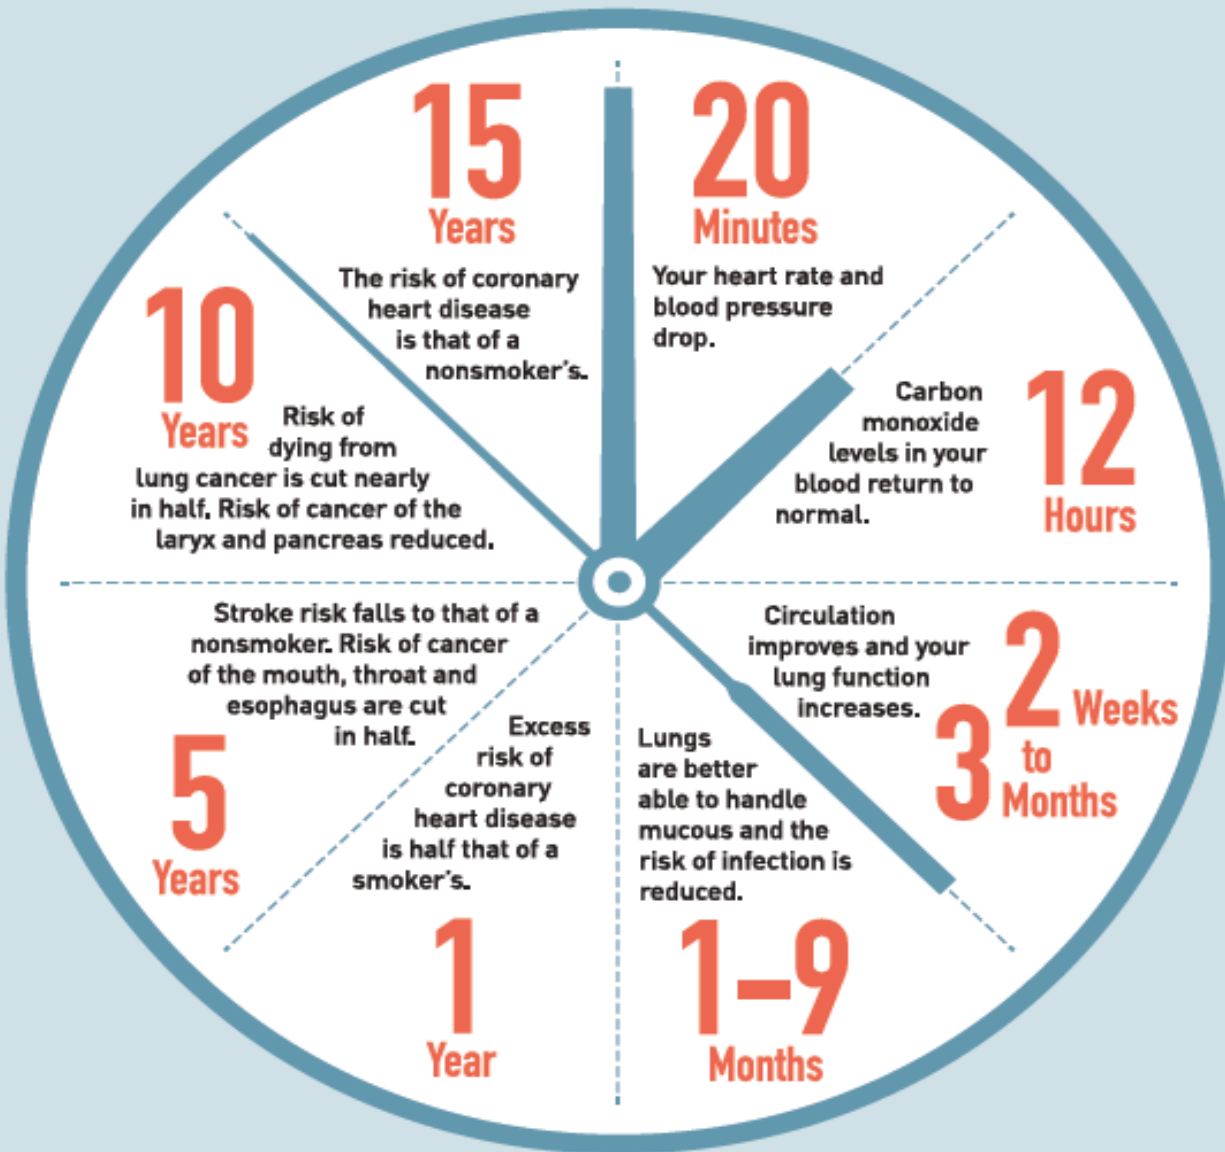 20
Minutes
Your heart rate and
blood pressure
drop.
12
Hours
Carbon
monoxide
levels in your
blood return to
normal.
2 Weeks
to
3 Months
Circulation
improves and your
lung function
increases.
1–9
Months
Lungs
are better
able to handle
mucous and the
risk of infection is
reduced.
1
Year
Excess
risk of
coronary
heart disease
is half that of a
smoker's.
5
Years
Stroke risk falls to that of a
nonsmoker. Risk of cancer
of the mouth, throat and
esophagus are cut
in half.
10
Years
Risk of
dying from
lung cancer is cut nearly
in half. Risk of cancer of the
laryx and pancreas reduced.
15
Years
The risk of coronary
heart disease
is that of a
nonsmoker's.